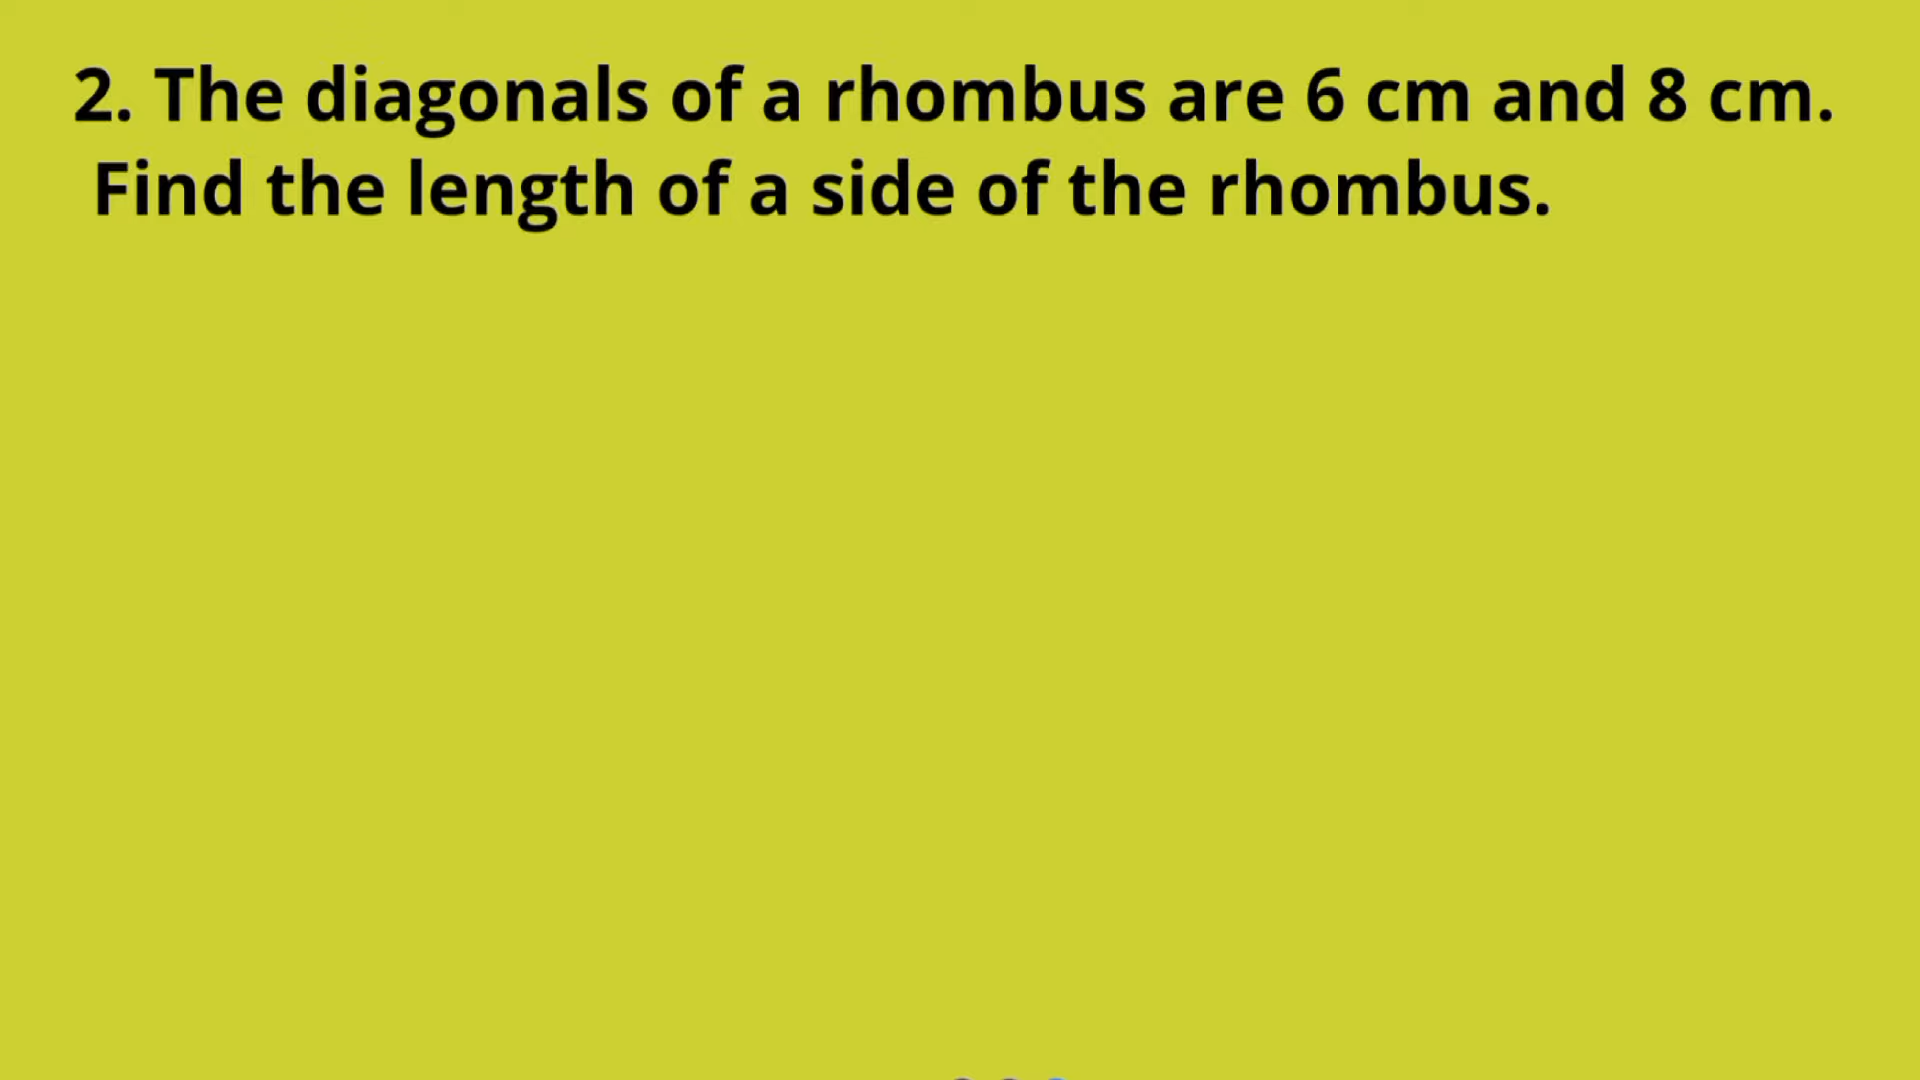 2. The diagonals of a rhombus are 6 cm and 8 cm.
Find the length of a side of the rhombus.